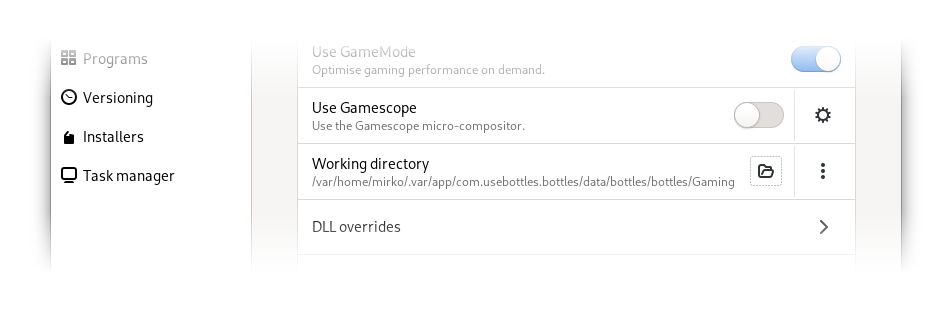 Programs
Versioning
Installers
Task manager
Use GameMode
Optimise gaming performance on demand.
Use Gamescope
Use the Gamescope micro-compositor.
Working directory
/var/home/mirko/.var/app/com.usebottles.bottles/data/bottles/bottles/Gaming
DLL overrides